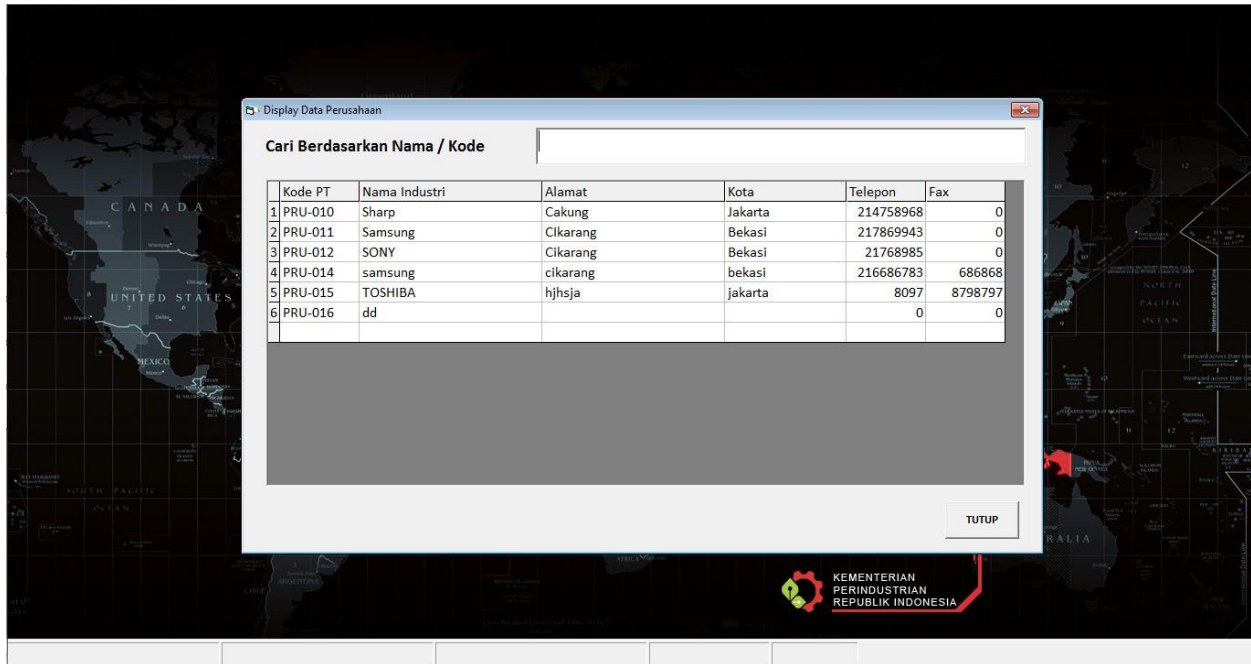 Display Data Perusahaan
Cari Berdasarkan Nama / Kode
Kode PT Nama Industri Alamat Kota Telepon Fax
1 PRU-010 Sharp Cakung Jakarta 214758968 0
2 PRU-011 Samsung CIkarang Bekasi 217869943 0
3 PRU-012 SONY Cikarang Bekasi 21768985 0
4 PRU-014 samsung cikarang bekasi 216686783 686868
5 PRU-015 TOSHIBA hjhsja jakarta 8097 8798797
6 PRU-016 dd 0 0
TUTUP
CANADA
UNITED STATES
MEXICO
SOUTH PACIFIC
OCEAN
NORTH
PACIFIC
OCEAN
RALIA
ARGENTINA
KEMENTERIAN
PERINDUSTRIAN
REPUBLIK INDONESIA